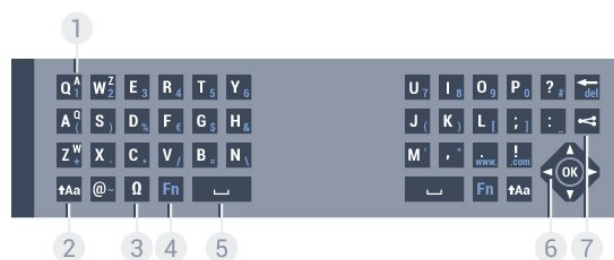 1
Q A 1 W Z 2 E 3 R 4 T 5 Y 6 U 7 I 8 O 9 P 0 ? # del
A Q ( S ) D % F € G $ H & J ( K ) L [ ; ] : _
Z W + X - C * V / B = N \ M ' , " . www. ! .com
Aa @ ~ Ω Fn Fn Aa OK
2 3 4 5 6 7